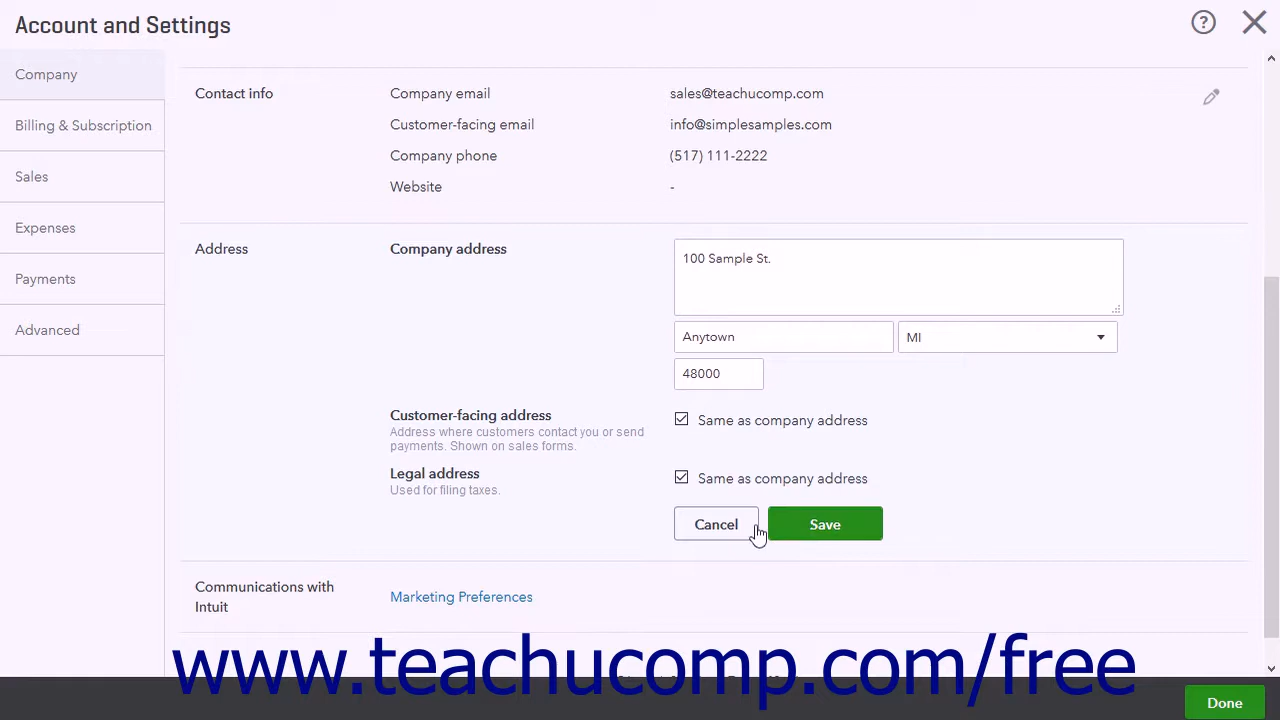 Account and Settings
Company
Billing & Subscription
Sales
Expenses
Payments
Advanced
Contact info
Company email
sales@teachucomp.com
Customer-facing email
info@simplesamples.com
Company phone
(517) 111-2222
Website
-
Address
Company address
100 Sample St.
Anytown
MI
48000
Customer-facing address
Address where customers contact you or send
payments. Shown on sales forms.
Same as company address
Legal address
Used for filing taxes.
Same as company address
Cancel
Save
Communications with
Intuit
Marketing Preferences
www.teachucomp.com/free
Done